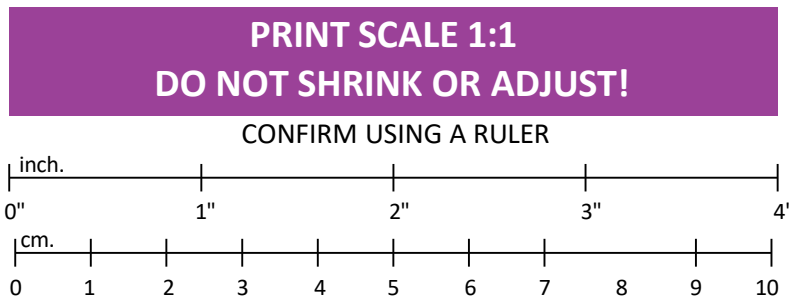 PRINT SCALE 1:1
DO NOT SHRINK OR ADJUST!
CONFIRM USING A RULER
inch.
0" 1" 2" 3" 4'
cm.
0 1 2 3 4 5 6 7 8 9 10